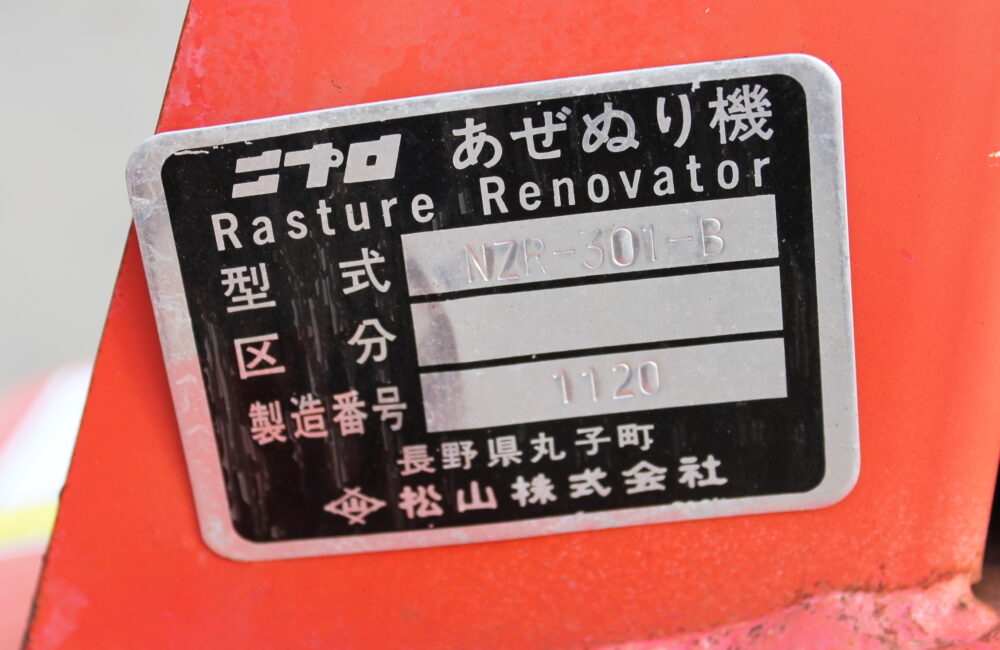 ニプロ あぜぬり機
Rasture Renovator
型式 NZR-301-B
区分
製造番号 1120
長野県丸子町
松山株式会社